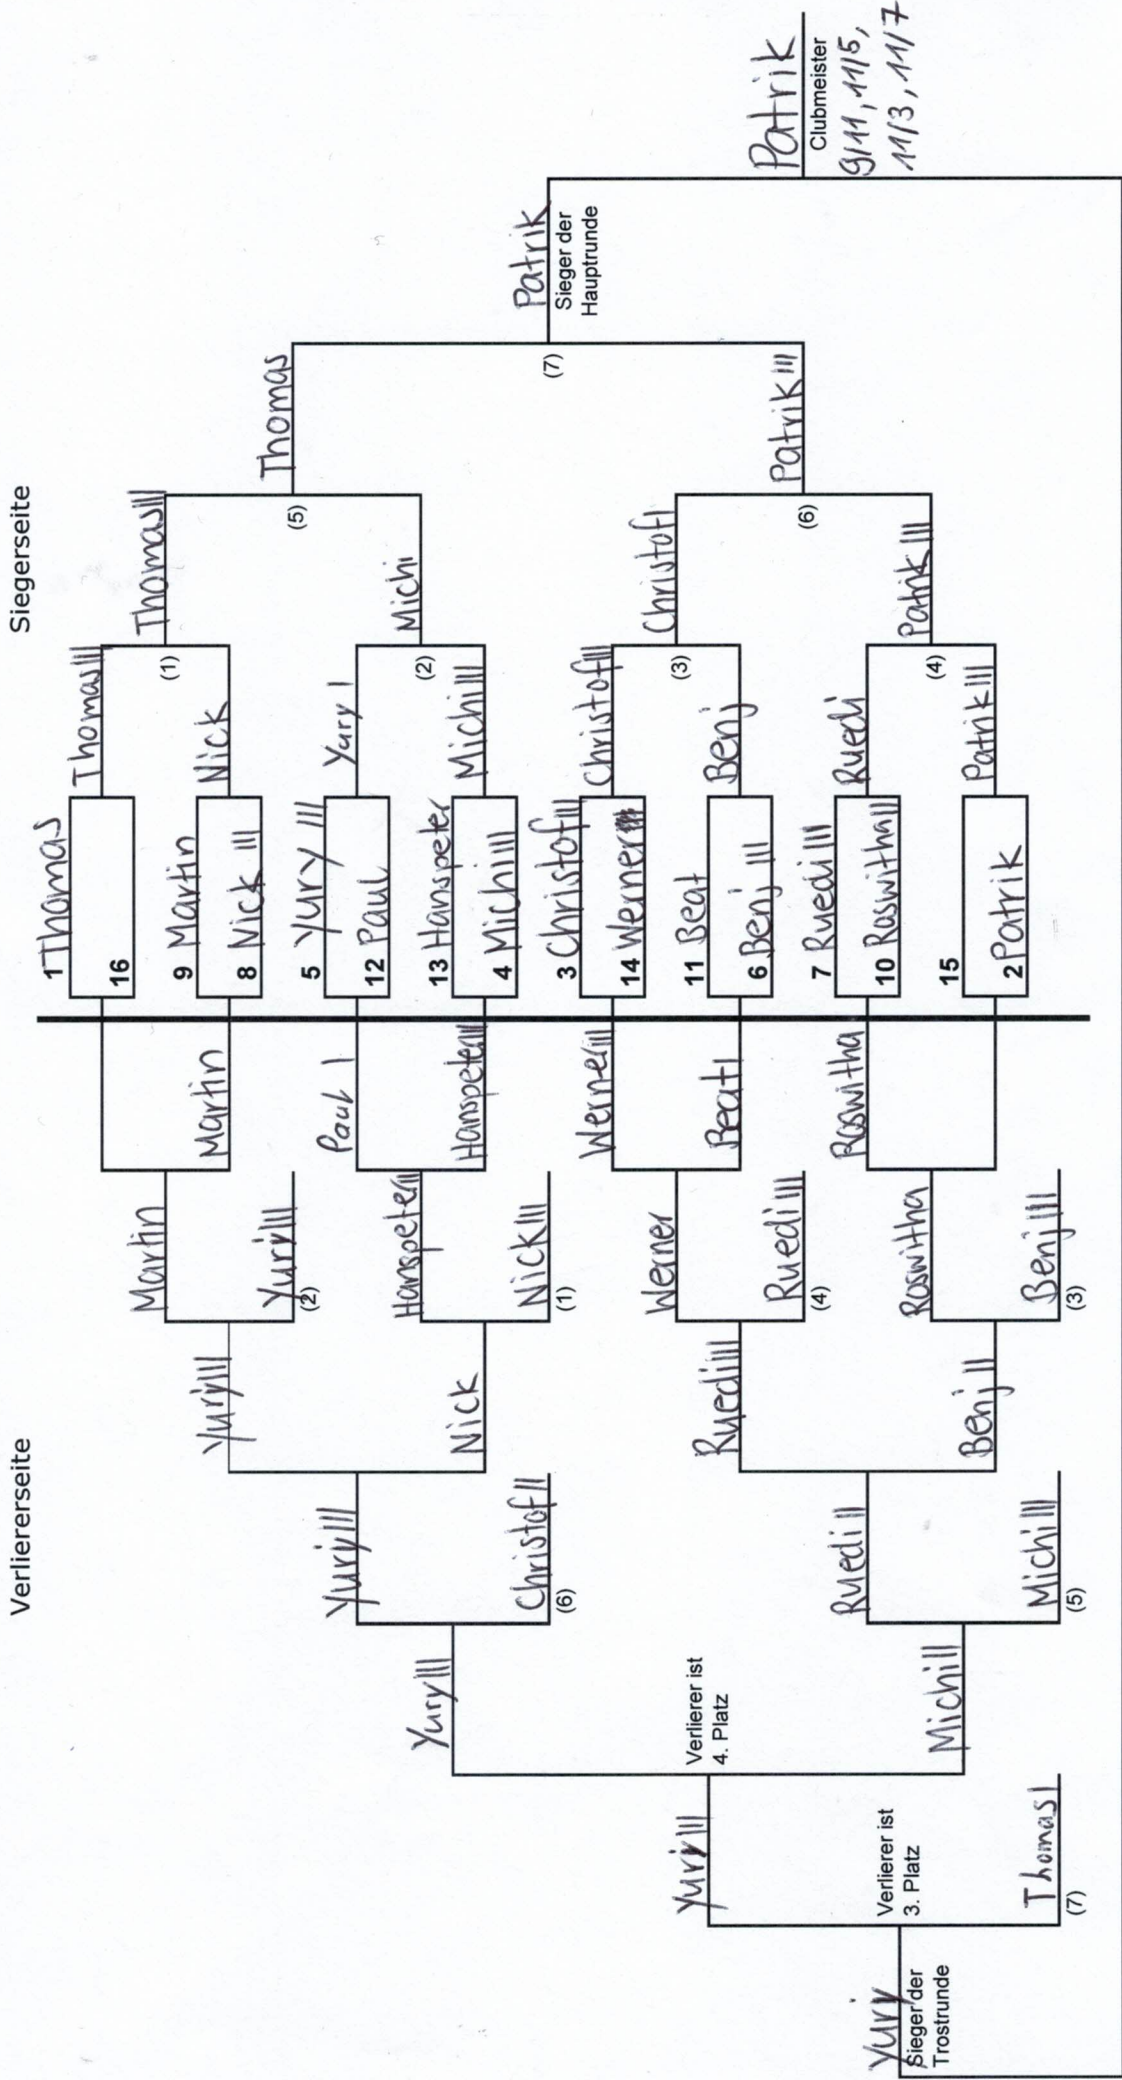 Verliererseite
Siegerseite
1 Thomas
16
9 Martin
8 Nick III
5 Yury III
12 Paul
13 Hanspeter
4 Michi III
3 Christof III
14 Werner
11 Beat
6 Benj III
7 Ruedi III
10 Roswitha II
15
2 Patrik
Thomas III
Nick
Yury I
Michi III
Christof III
Benj
Ruedi
Patrik III
(1)
(2)
(3)
(4)
Thomas III
Michi
Christof I
Patrik III
(5)
(6)
Thomas
Patrik III
(7)
Patrik
Sieger der
Hauptrunde
Patrik
Clubmeister
9/11, 11/5,
11/3, 11/7
Martin
Paul I
Hanspeter III
Werner III
Beat I
Roswitha
Martin
Yury III
(2)
Hanspeter II
Nick III
(1)
Werner
Ruedi III
(4)
Roswitha
Benj III
(3)
Yury III
Nick
Ruedi III
Benj II
Yury III
Christof II
(6)
Ruedi II
Michi III
(5)
Yury III
Michi II
Verlierer ist
4. Platz
Yury III
Thomas I
(7)
Verlierer ist
3. Platz
Yury
Sieger der
Trostrunde